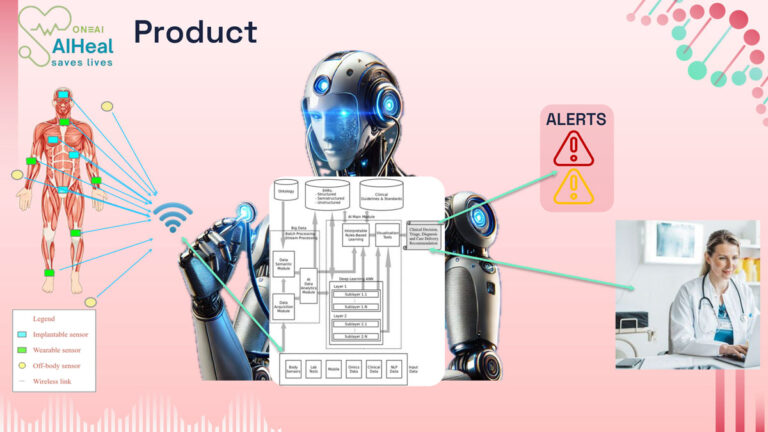 ONEAI
AIHeal
saves lives
Product
ALERTS
Ontology
EHRs
- Structured
- Semistructured
- Unstructured
Clinical
Guidelines & Standards
AI Main Module
Big Data
Batch Processing
Stream Processing
Interpretable
Rules-Based
Learning
Visualization
Tools
Clinical Decision,
Triage, Diagnosis
and Care Delivery
Recommendation
Data
Semantic
Module
AI
Data
Analytics
Module
Data
Acquisition
Module
Deep Learning ANN
Layer 1
Sublayer 1.1
Sublayer 1.N
Layer 2
Sublayer 2.1
Sublayer 2.N
Body
Sensors
Lab
Tests
Mobile
Omics
Data
Clinical
Data
NLP
Data
Input
Data
Legend
Implantable sensor
Wearable sensor
Off-body sensor
Wireless link